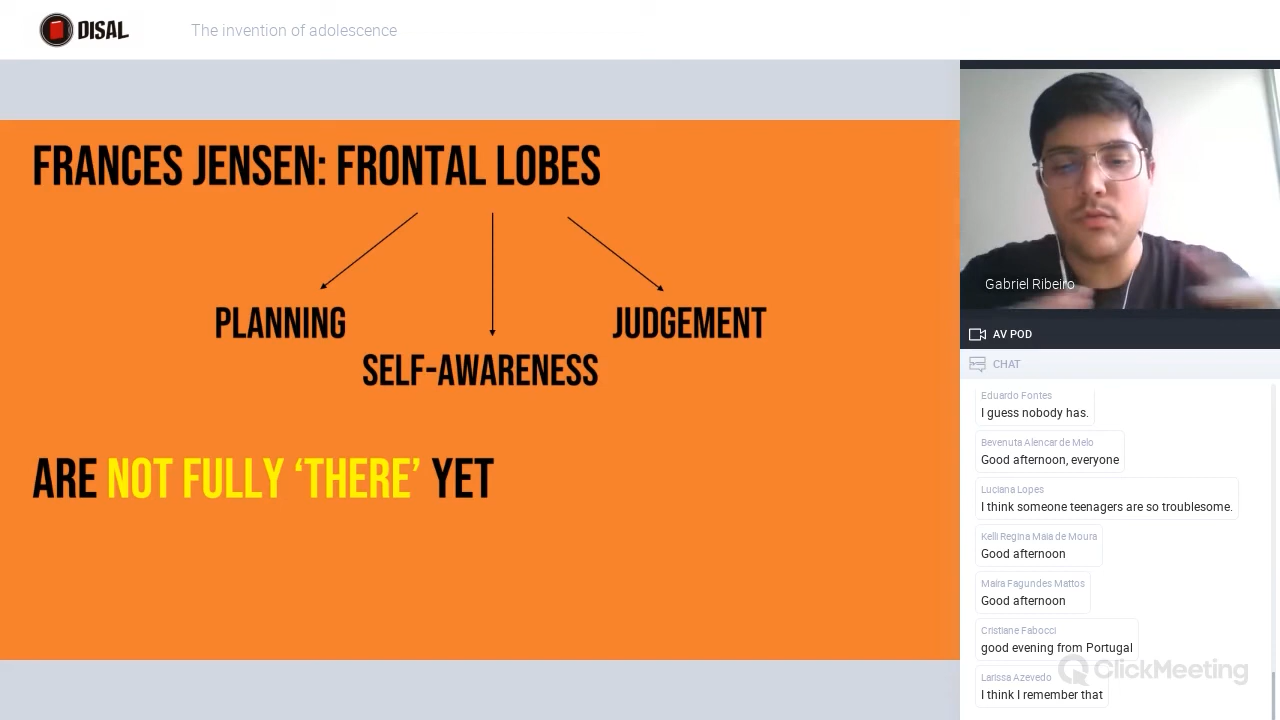 DISAL
The invention of adolescence
FRANCES JENSEN: FRONTAL LOBES
PLANNING
JUDGEMENT
SELF-AWARENESS
ARE NOT FULLY ‘THERE’ YET
Gabriel RIbeiro
AV POD
CHAT
Eduardo Fontes
I guess nobody has.
Bevenuta Alencar de Melo
Good afternoon, everyone
Luciana Lopes
I think someone teenagers are so troublesome.
Kelli Regina Maia de Moura
Good afternoon
Maira Fagundes Mattos
Good afternoon
Cristiane Fabocci
good evening from Portugal
ClickMeeting
Larissa Azevedo
I think I remember that